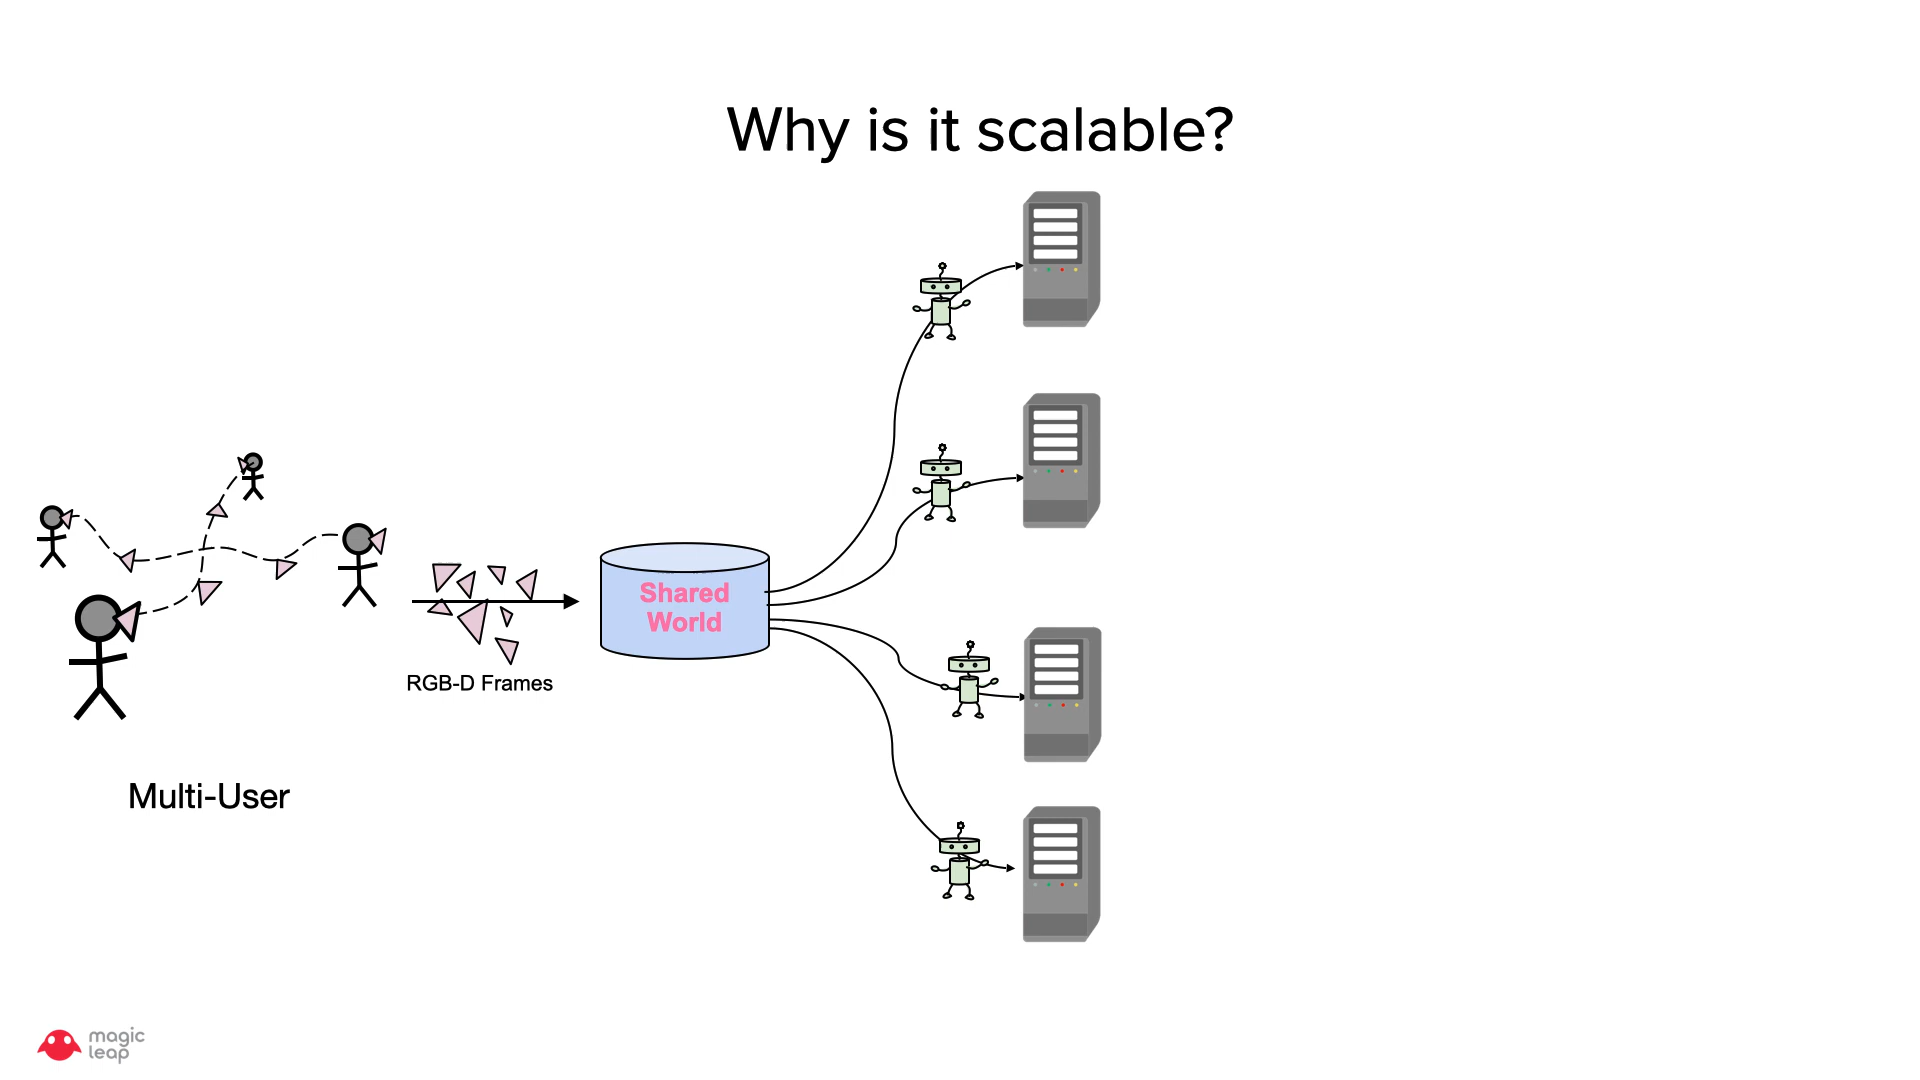 Why is it scalable?
Shared
World
RGB-D Frames
Multi-User
magic
leap